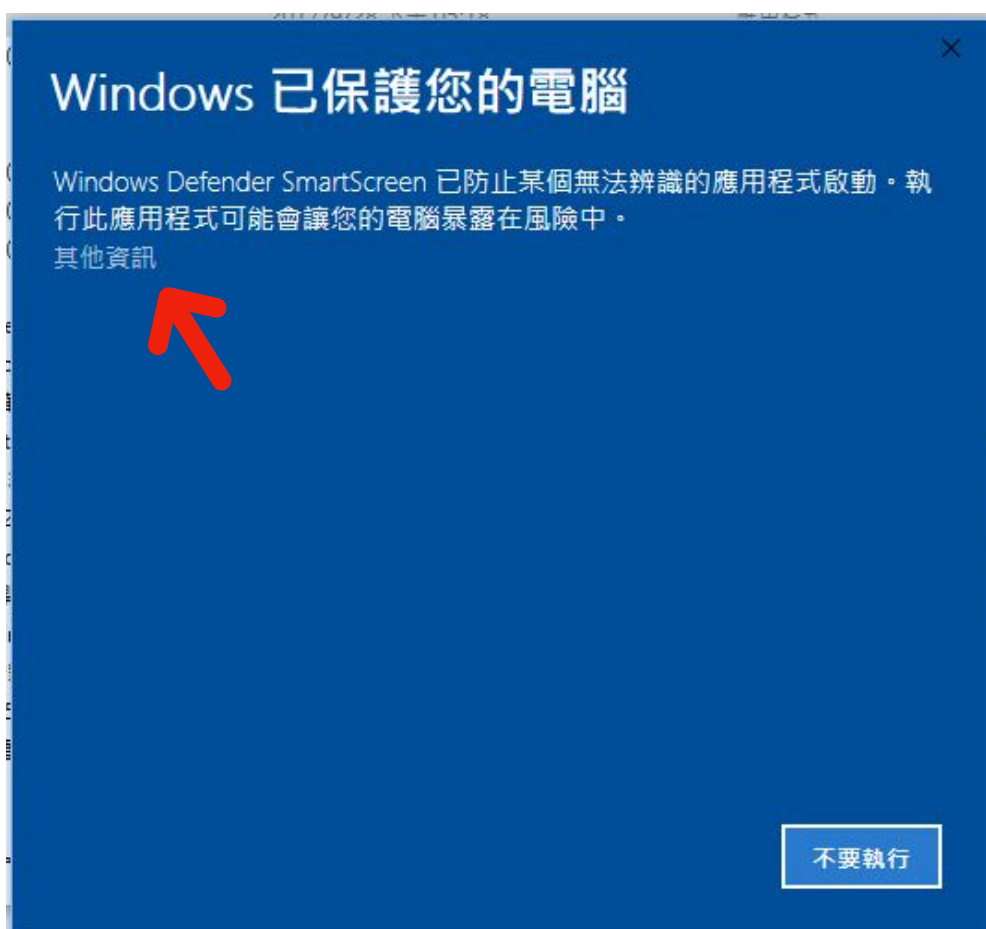 Windows 已保護您的電腦
Windows Defender SmartScreen 已防止某個無法辨識的應用程式啟動。執
行此應用程式可能會讓您的電腦暴露在風險中。
其他資訊
不要執行